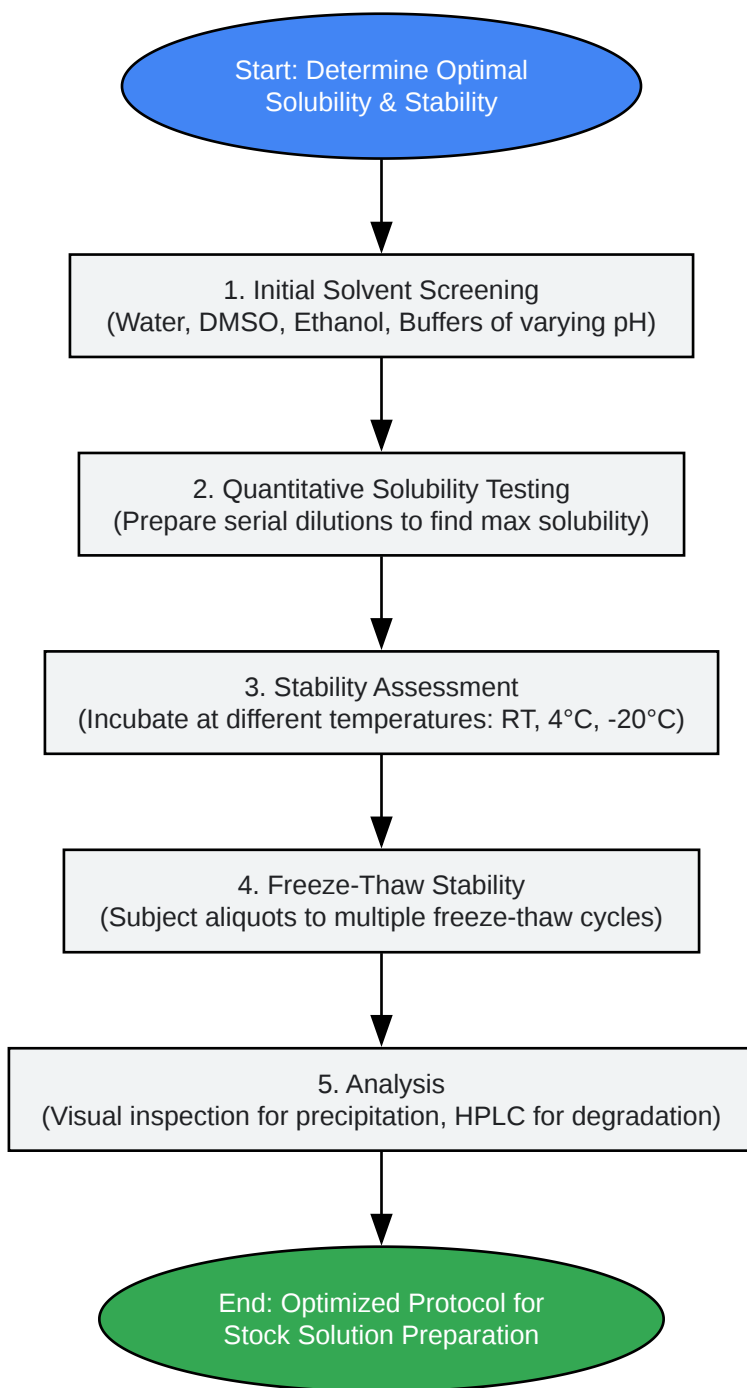 Start: Determine Optimal
Solubility & Stability
1. Initial Solvent Screening
(Water, DMSO, Ethanol, Buffers of varying pH)
2. Quantitative Solubility Testing
(Prepare serial dilutions to find max solubility)
3. Stability Assessment
(Incubate at different temperatures: RT, 4°C, -20°C)
4. Freeze-Thaw Stability
(Subject aliquots to multiple freeze-thaw cycles)
5. Analysis
(Visual inspection for precipitation, HPLC for degradation)
End: Optimized Protocol for
Stock Solution Preparation